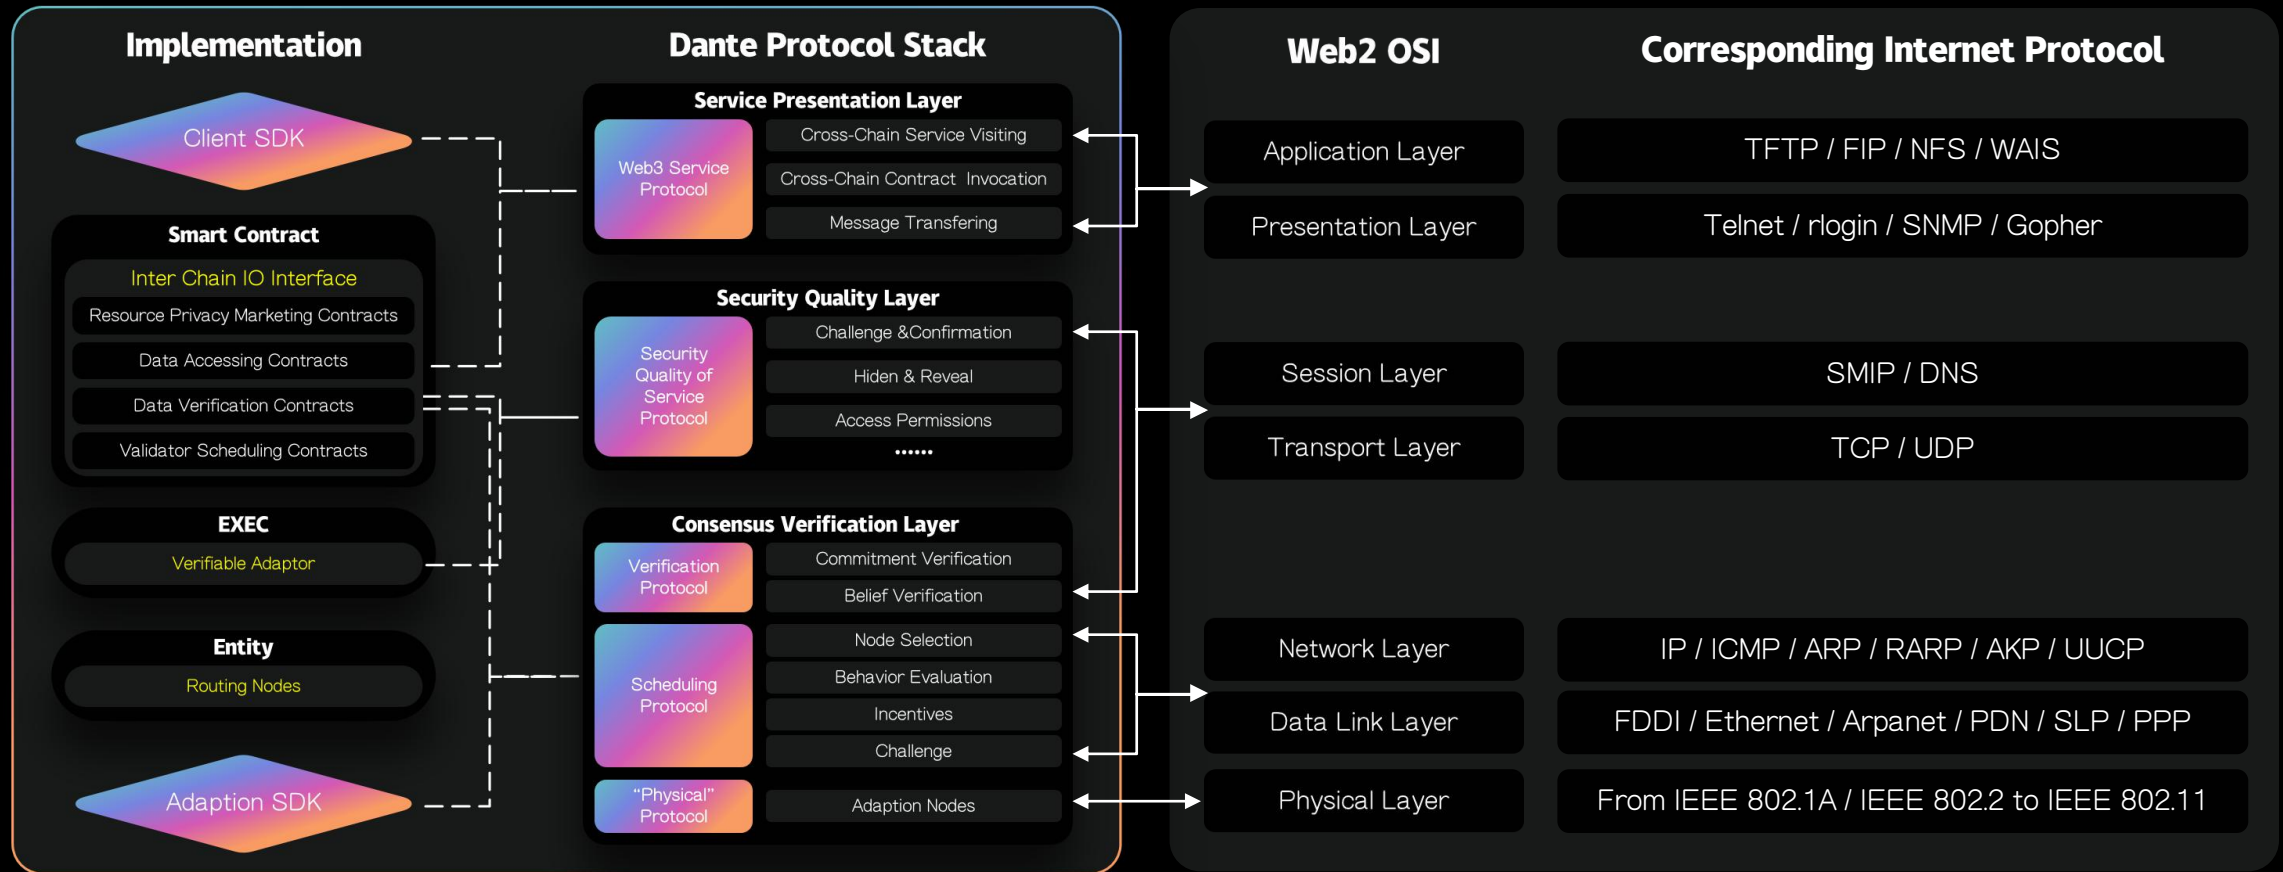 Implementation
Client SDK
Smart Contract
Inter Chain IO Interface
Resource Privacy Marketing Contracts
Data Accessing Contracts
Data Verification Contracts
Validator Scheduling Contracts
EXEC
Verifiable Adaptor
Entity
Routing Nodes
Adaption SDK
Dante Protocol Stack
Service Presentation Layer
Web3 Service
Protocol
Cross-Chain Service Visiting
Cross-Chain Contract Invocation
Message Transfering
Security Quality Layer
Security
Quality of
Service
Protocol
Challenge &Confirmation
Hiden & Reveal
Access Permissions
••••••
Consensus Verification Layer
Verification
Protocol
Commitment Verification
Belief Verification
Scheduling
Protocol
Node Selection
Behavior Evaluation
Incentives
Challenge
“Physical”
Protocol
Adaption Nodes
Web2 OSI
Application Layer
Presentation Layer
Session Layer
Transport Layer
Network Layer
Data Link Layer
Physical Layer
Corresponding Internet Protocol
TFTP / FIP / NFS / WAIS
Telnet / rlogin / SNMP / Gopher
SMIP / DNS
TCP / UDP
IP / ICMP / ARP / RARP / AKP / UUCP
FDDI / Ethernet / Arpanet / PDN / SLP / PPP
From IEEE 802.1A / IEEE 802.2 to IEEE 802.11